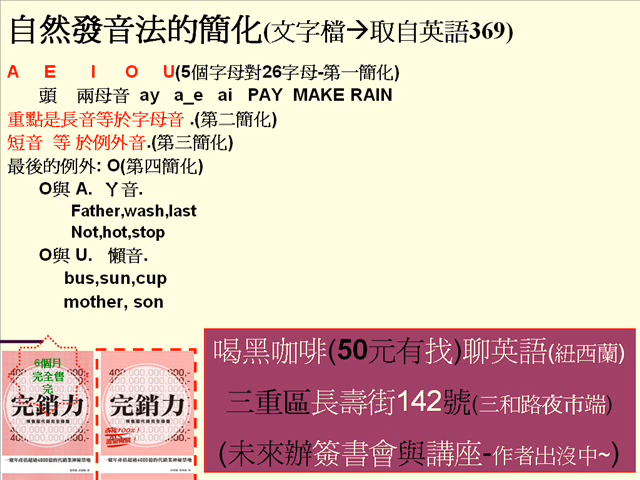 自然發音法的簡化(文字檔→取自英語369)
A E I O U(5個字母對26字母-第一簡化)
頭 兩母音 ay a_e ai PAY MAKE RAIN
重點是長音等於字母音 .(第二簡化)
短音 等 於例外音.(第三簡化)
最後的例外: O(第四簡化)
O與 A. ㄚ音.
Father,wash,last
Not,hot,stop
O與 U. 懶音.
bus,sun,cup
mother, son
喝黑咖啡(50元有找)聊英語(紐西蘭)
三重區長壽街142號(三和路夜市端)
(未來辦簽書會與講座-作者出沒中~)
6個月
完全售
完
完銷力
完銷力